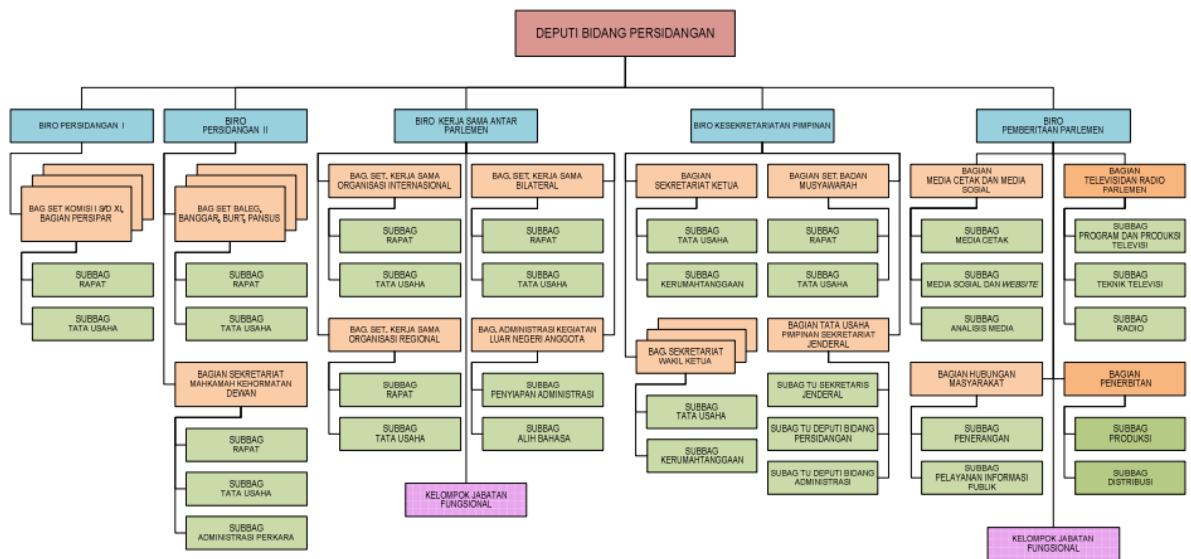 DEPUTI BIDANG PERSIDANGAN
BIRO PERSIDANGAN I
BAG SET KOMISI I S/D XI,
BAGIAN PERSIPAR
SUBBAG
RAPAT
SUBBAG
TATA USAHA
BIRO
PERSIDANGAN II
BAG SET BALEG,
BANGGAR, BURT, PANSUS
SUBBAG
RAPAT
SUBBAG
TATA USAHA
BAGIAN SEKRETARIAT
MAHKAMAH KEHORMATAN
DEWAN
SUBBAG
RAPAT
SUBBAG
TATA USAHA
SUBBAG
ADMINISTRASI PERKARA
BIRO KERJA SAMA ANTAR
PARLEMEN
BAG. SET. KERJA SAMA
ORGANISASI INTERNASIONAL
SUBBAG
RAPAT
SUBBAG
TATA USAHA
BAG. SET. KERJA SAMA
ORGANISASI REGIONAL
SUBBAG
RAPAT
SUBBAG
TATA USAHA
BAG. SET. KERJA SAMA
BILATERAL
SUBBAG
RAPAT
SUBBAG
TATA USAHA
BAG. ADMINISTRASI KEGIATAN
LUAR NEGERI ANGGOTA
SUBBAG
PENYIAPAN ADMINISTRASI
SUBBAG
ALIH BAHASA
KELOMPOK JABATAN
FUNGSIONAL
BIRO KESEKRETARIATAN PIMPINAN
BAGIAN
SEKRETARIAT KETUA
SUBBAG
TATA USAHA
SUBBAG
KERUMAHTANGGAAN
BAG. SEKRETARIAT
WAKIL KETUA
SUBBAG
TATA USAHA
SUBBAG
KERUMAHTANGGAAN
BAGIAN SET. BADAN
MUSYAWARAH
SUBBAG
RAPAT
SUBBAG
TATA USAHA
BAGIAN TATA USAHA
PIMPINAN SEKRETARIAT
JENDERAL
SUBAG TU SEKRETARIS
JENDERAL
SUBAG TU DEPUTI BIDANG
PERSIDANGAN
SUBAG TU DEPUTI BIDANG
ADMINISTRASI
BIRO
PEMBERITAAN PARLEMEN
BAGIAN
MEDIA CETAK DAN MEDIA
SOSIAL
SUBBAG
MEDIA CETAK
SUBBAG
MEDIA SOSIAL DAN WEBSITE
SUBBAG
ANALISIS MEDIA
BAGIAN HUBUNGAN
MASYARAKAT
SUBBAG
PENERANGAN
SUBBAG
PELAYANAN INFORMASI
PUBLIK
BAGIAN
TELEVISIDAN RADIO
PARLEMEN
SUBBAG
PROGRAM DAN PRODUKSI
TELEVISI
SUBBAG
TEKNIK TELEVISI
SUBBAG
RADIO
BAGIAN
PENERBITAN
SUBBAG
PRODUKSI
SUBBAG
DISTRIBUSI
KELOMPOK JABATAN
FUNGSIONAL